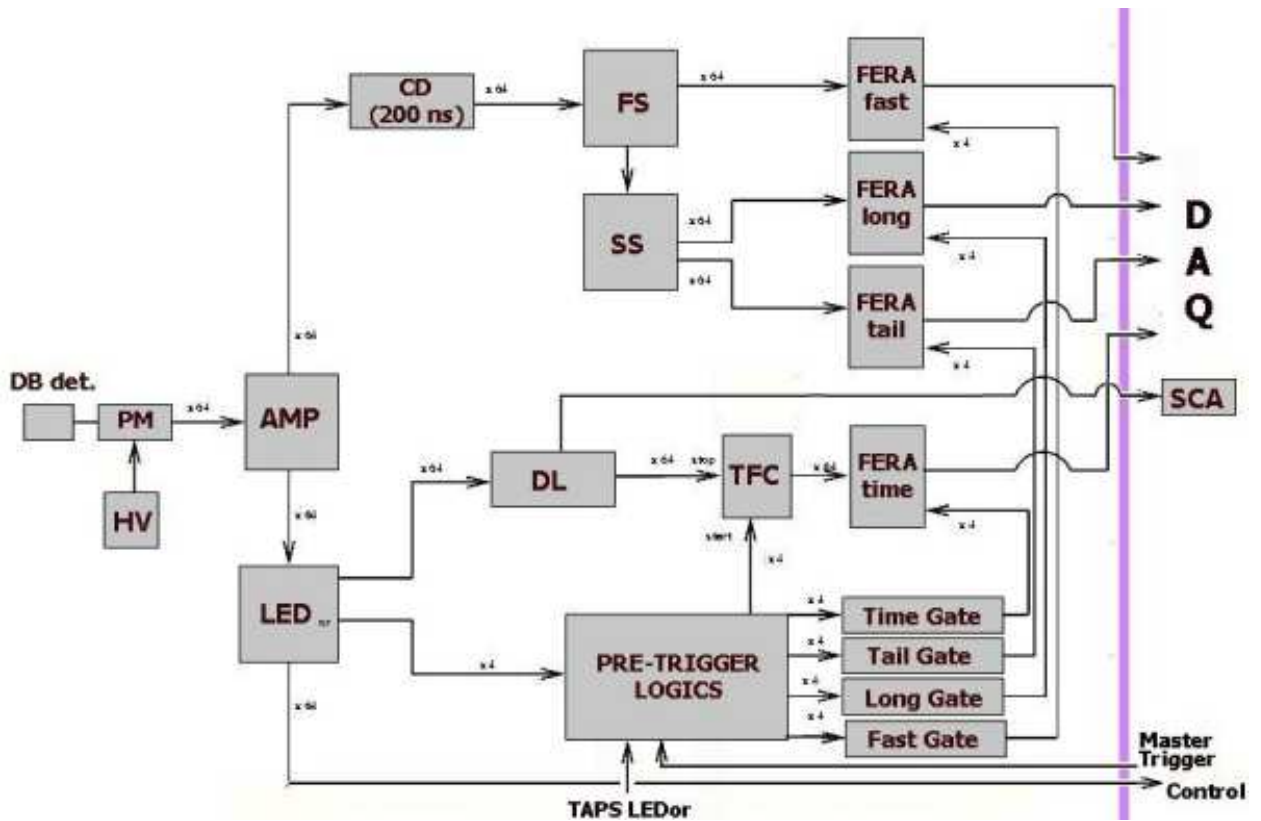 CD
(200 ns)
x 64
FS
x 64
FERA
fast
x 4
SS
x 64
FERA
long
x 4
x 64
FERA
tail
x 4
D
A
Q
x 64
DB det.
PM
x 64
AMP
HV
x 64
x 64
DL
x 64
stop
TFC
x 64
FERA
time
SCA
x 4
start
x 4
LED
x 4
x 64
PRE-TRIGGER
LOGICS
x 4
Time Gate
x 4
Tail Gate
x 4
Long Gate
x 4
Fast Gate
Master
Trigger
Control
TAPS LEDor